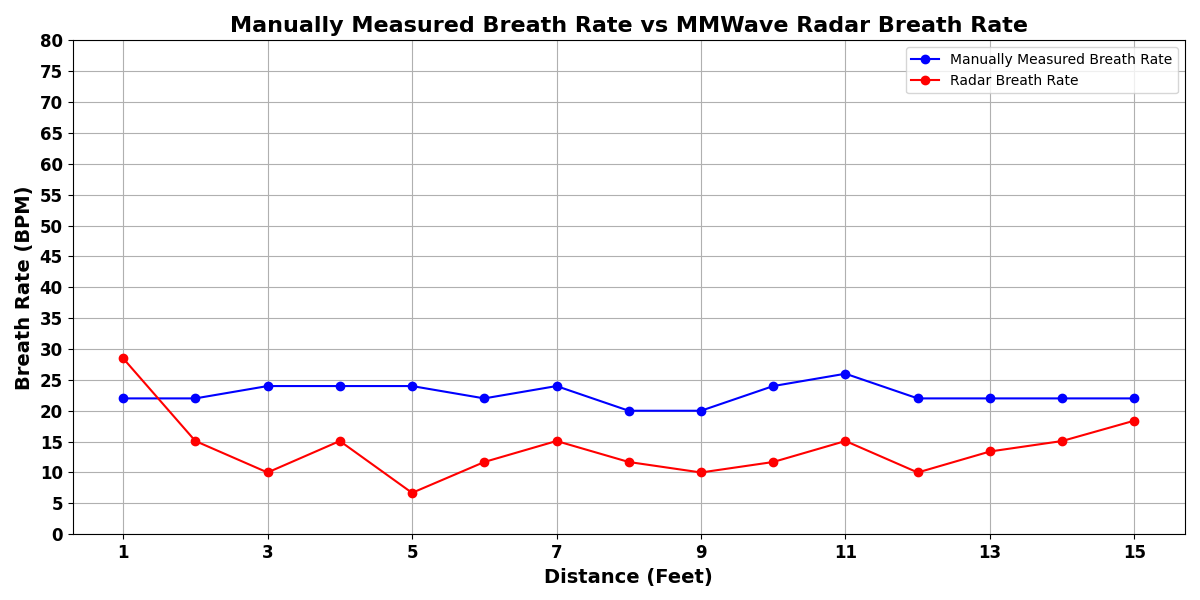 Manually Measured Breath Rate vs MMWave Radar Breath Rate
Manually Measured Breath Rate
Radar Breath Rate
80
75
70
65
60
55
50
45
40
35
30
25
20
15
10
5
0
Breath Rate (BPM)
1 3 5 7 9 11 13 15
Distance (Feet)